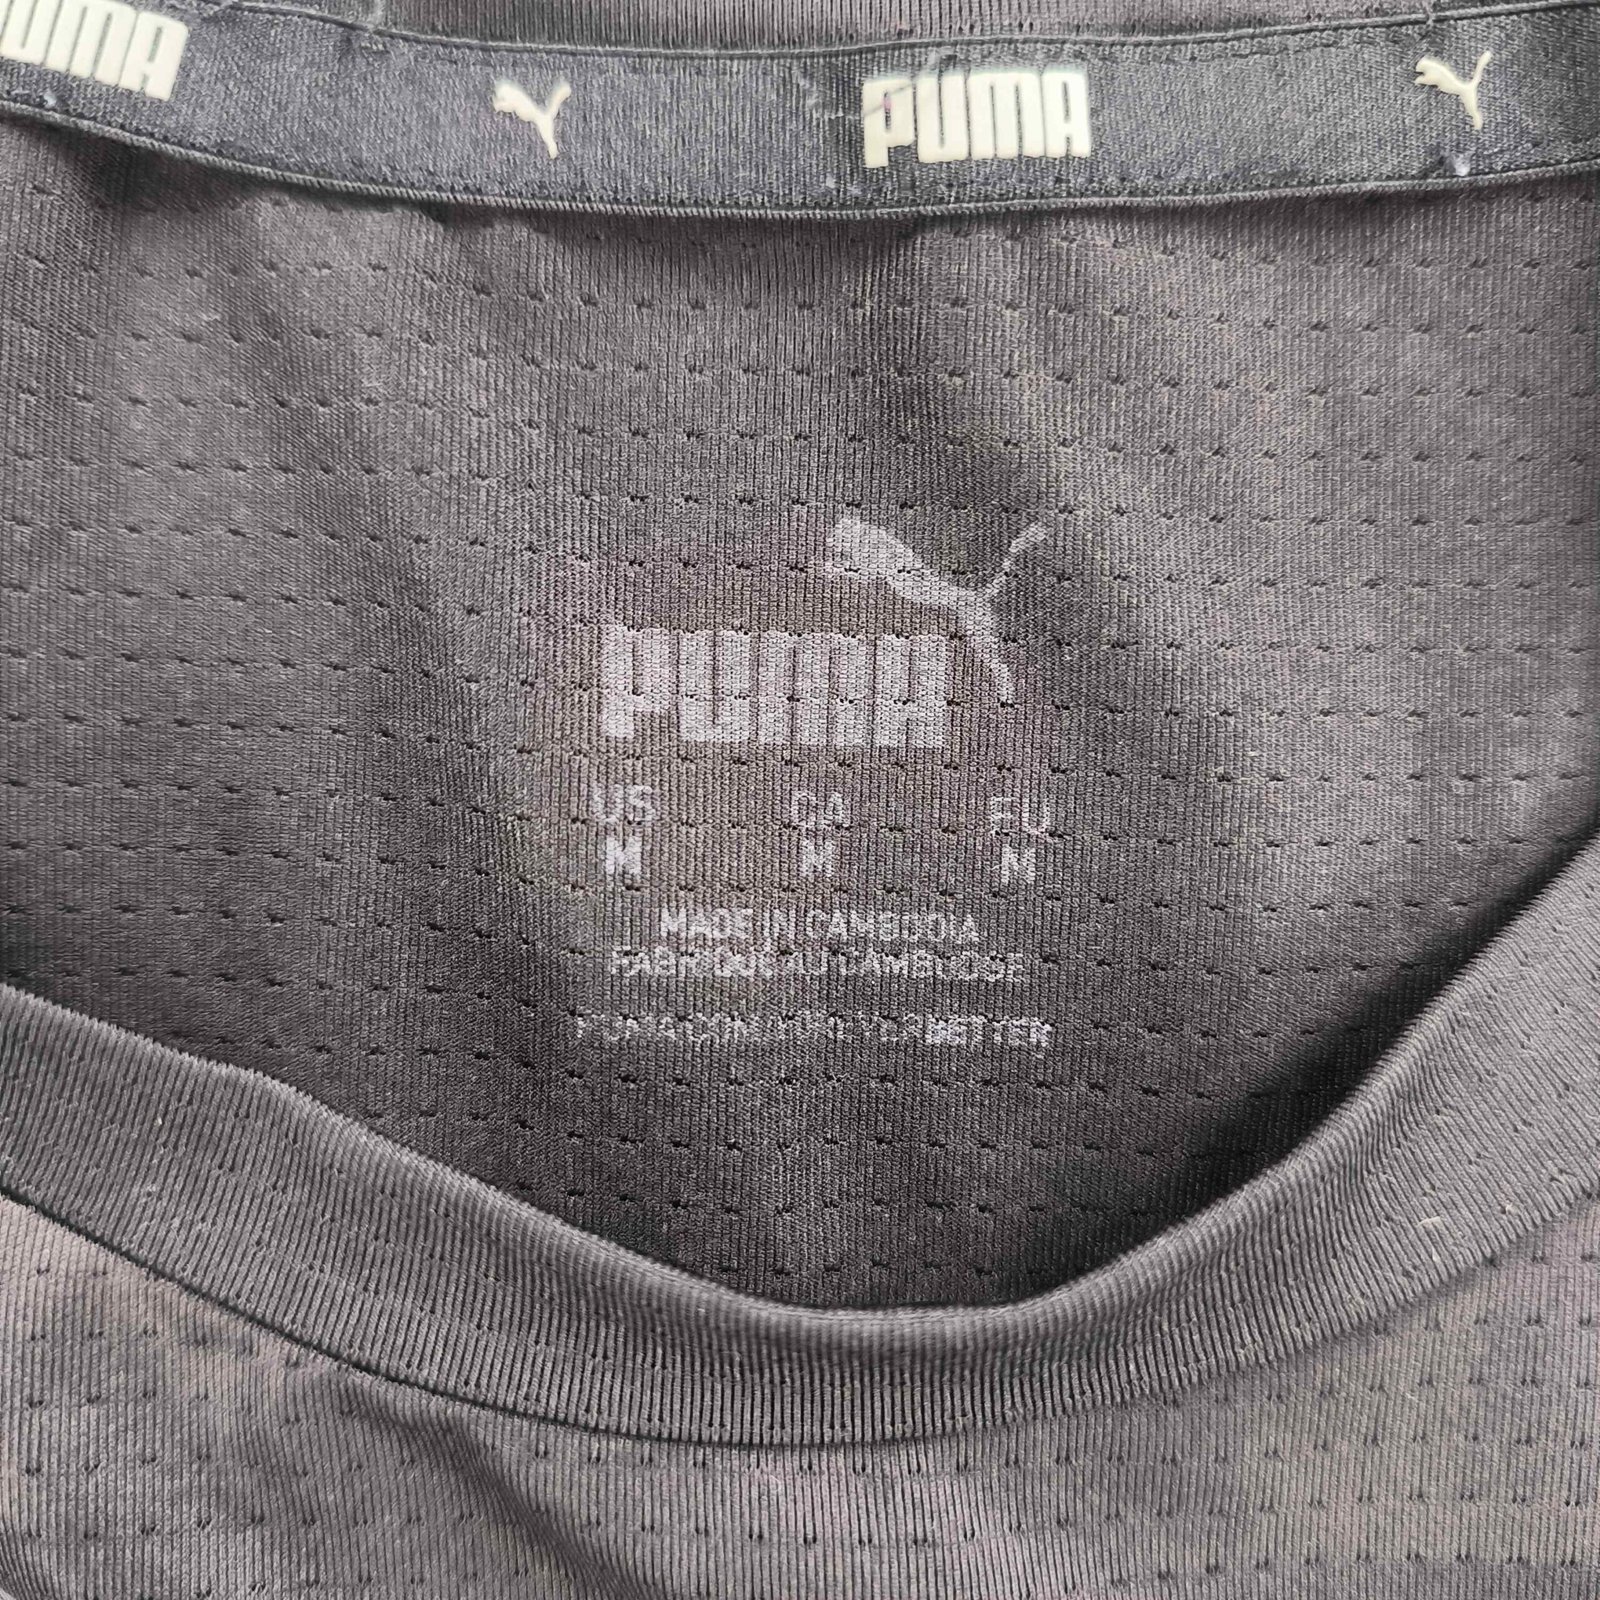 PUMA
PUMA
PUMA
US CA EU
M M M
MADE IN CAMBODIA
FABRIQUÉ AU CAMBODGE